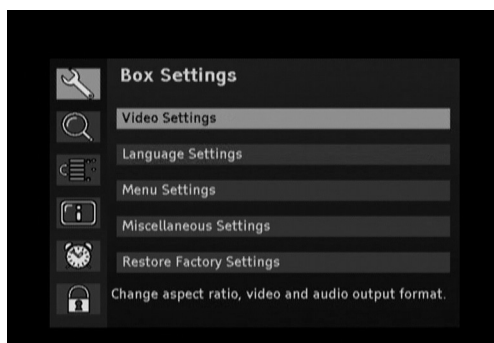 Box Settings
Video Settings
Language Settings
Menu Settings
Miscellaneous Settings
Restore Factory Settings
Change aspect ratio, video and audio output format.